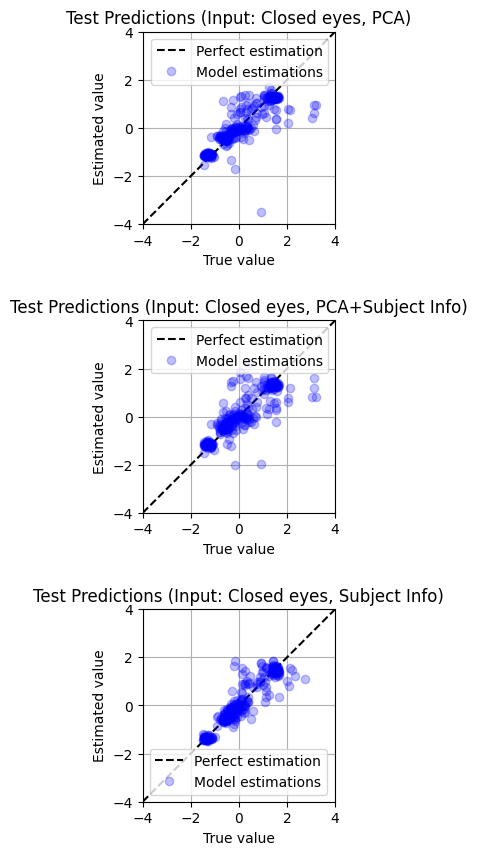 Test Predictions (Input: Closed eyes, PCA)
4
2
0
−2
−4
Estimated value
Perfect estimation
Model estimations
−4 −2 0 2 4
True value
Test Predictions (Input: Closed eyes, PCA+Subject Info)
4
2
0
−2
−4
Estimated value
Perfect estimation
Model estimations
−4 −2 0 2 4
True value
Test Predictions (Input: Closed eyes, Subject Info)
4
2
0
−2
−4
Estimated value
Perfect estimation
Model estimations
−4 −2 0 2 4
True value